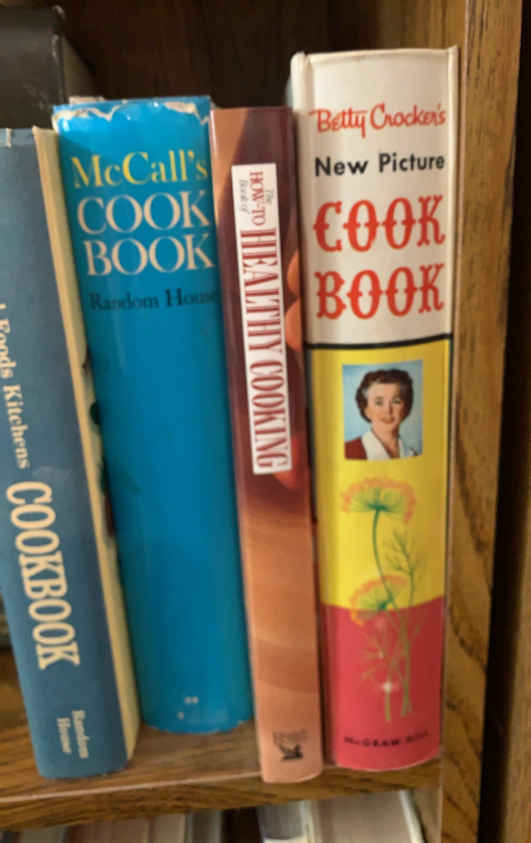 Foods Kitchens
COOKBOOK
Random
House
McCall's
COOK
BOOK
Random House
The
HOW-TO
Book of
HEALTHY COOKING
Betty Crocker's
New Picture
COOK
BOOK
McGRAW-HILL